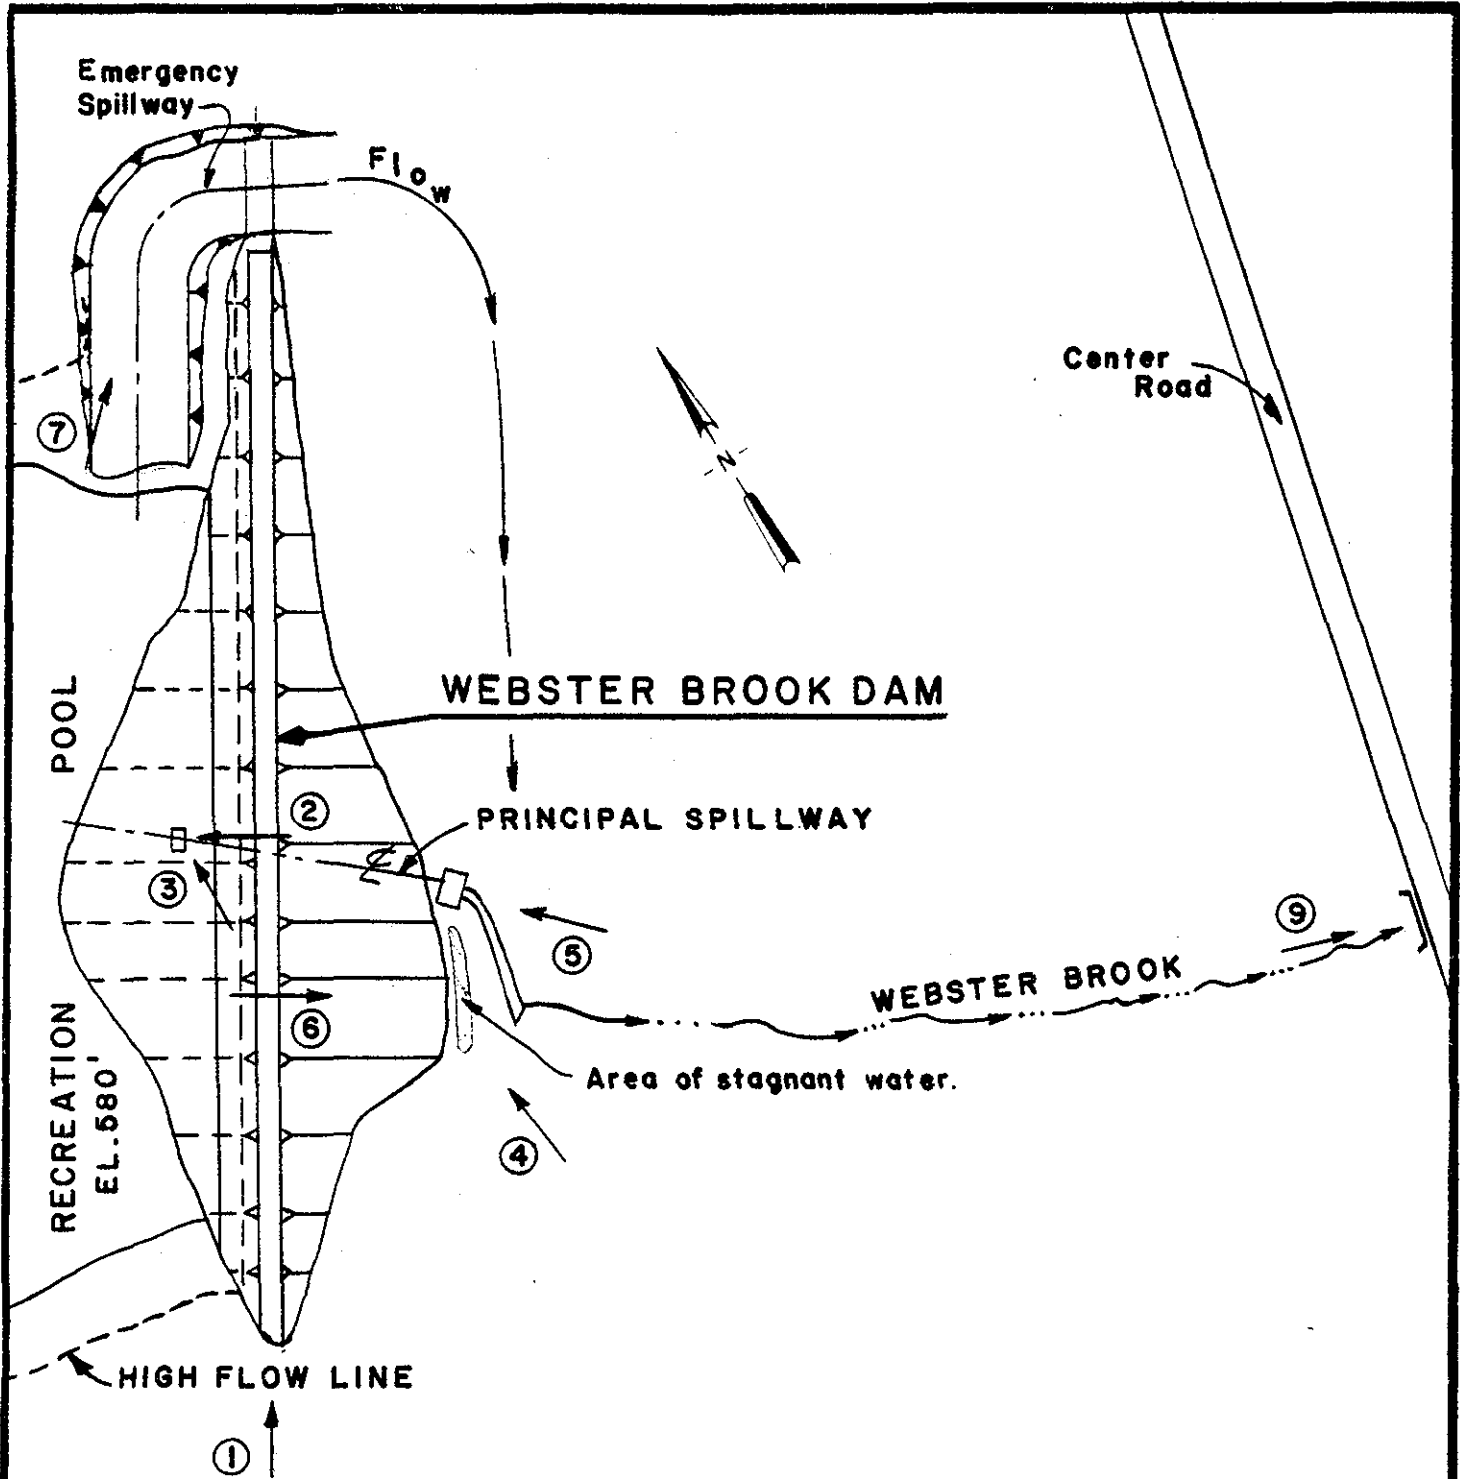 Emergency
Spillway
Flow
Center
Road
7
N
WEBSTER BROOK DAM
POOL
2
PRINCIPAL SPILLWAY
3
9
5
WEBSTER BROOK
6
RECREATION
EL.580'
Area of stagnant water.
4
HIGH FLOW LINE
1